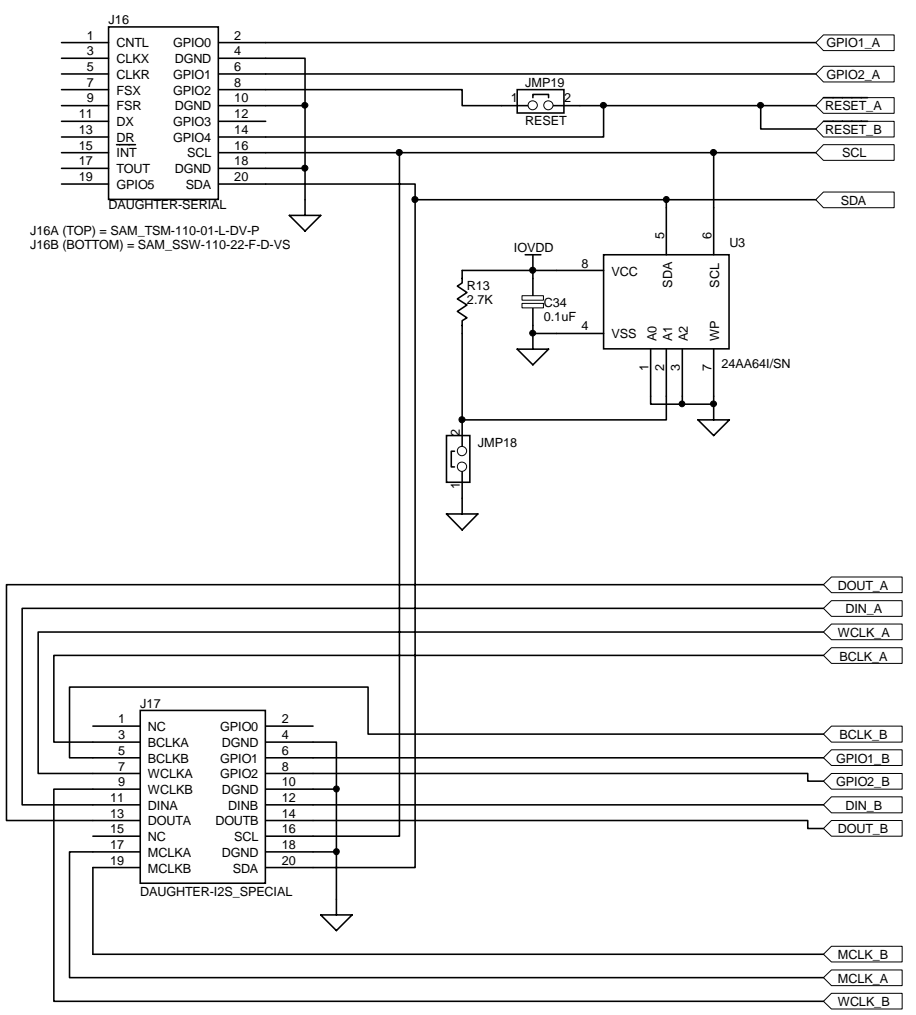 J16
1 CNTL GPIO0 2
3 CLKX DGND 4
5 CLKR GPIO1 6
7 FSX GPIO2 8
9 FSR DGND 10
11 DX GPIO3 12
13 DR GPIO4 14
15 INT SCL 16
17 TOUT DGND 18
19 GPIO5 SDA 20
DAUGHTER-SERIAL
J16A (TOP) = SAM_TSM-110-01-L-DV-P
J16B (BOTTOM) = SAM_SSW-110-22-F-D-VS
GPIO1_A
GPIO2_A
JMP19
1 2
RESET
RESET_A
RESET_B
SCL
SDA
5 6
U3
IOVDD
8 VCC SDA SCL
R13
2.7K
C34
0.1uF
4 VSS A0 A1 A2 WP
1 2 3 7
24AA64I/SN
2
JMP18
1
DOUT_A
DIN_A
WCLK_A
BCLK_A
J17
1 NC GPIO0 2
3 BCLKA DGND 4
5 BCLKB GPIO1 6
7 WCLKA GPIO2 8
9 WCLKB DGND 10
11 DINA DINB 12
13 DOUTA DOUTB 14
15 NC SCL 16
17 MCLKA DGND 18
19 MCLKB SDA 20
DAUGHTER-I2S_SPECIAL
BCLK_B
GPIO1_B
GPIO2_B
DIN_B
DOUT_B
MCLK_B
MCLK_A
WCLK_B